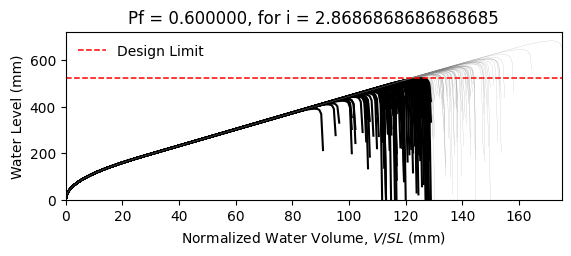 Pf = 0.600000, for i = 2.8686868686868685
Design Limit
Water Level (mm)
600
400
200
0
0 20 40 60 80 100 120 140 160
Normalized Water Volume, V/SL (mm)